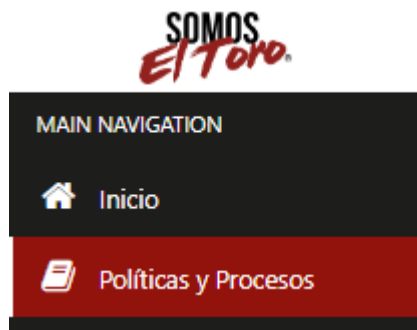 SOMOS
El Toro®
MAIN NAVIGATION
Inicio
Políticas y Procesos